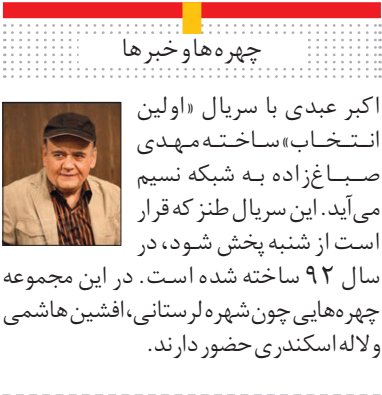 چهره‌ها و خبرها
اکبر عبدی با سریال «اولین
انتخاب» ساخته مهدی
صباغ‌زاده به شبکه نسیم
می‌آید. این سریال طنز که قرار
است از شنبه پخش شود، در
سال ۹۲ ساخته شده است. در این مجموعه
چهره‌هایی چون شهره لرستانی، افشین هاشمی
و لاله اسکندری حضور دارند.